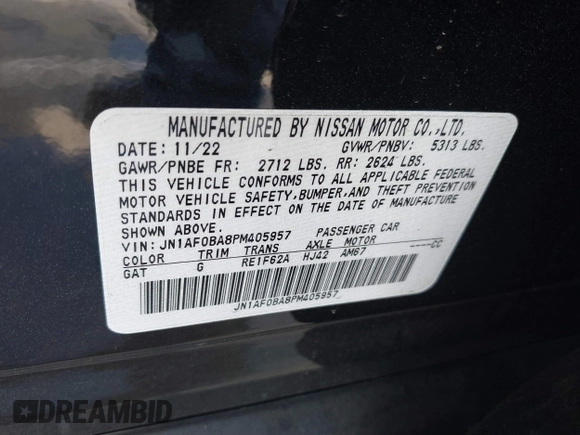 MANUFACTURED BY NISSAN MOTOR CO.,LTD.
DATE: 11/22 GVWR/PNBV: 5313 LBS.
GAWR/PNBE FR: 2712 LBS. RR: 2624 LBS.
THIS VEHICLE CONFORMS TO ALL APPLICABLE FEDERAL
MOTOR VEHICLE SAFETY,BUMPER,AND THEFT PREVENTION
STANDARDS IN EFFECT ON THE DATE OF MANUFACTURE
SHOWN ABOVE.
VIN: JN1AF0BA8PM405957 PASSENGER CAR
COLOR TRIM TRANS AXLE MOTOR ----CC
GAT G RE1F62A HJ42 AM67
JN1AF0BA8PM405957
DREAMBID